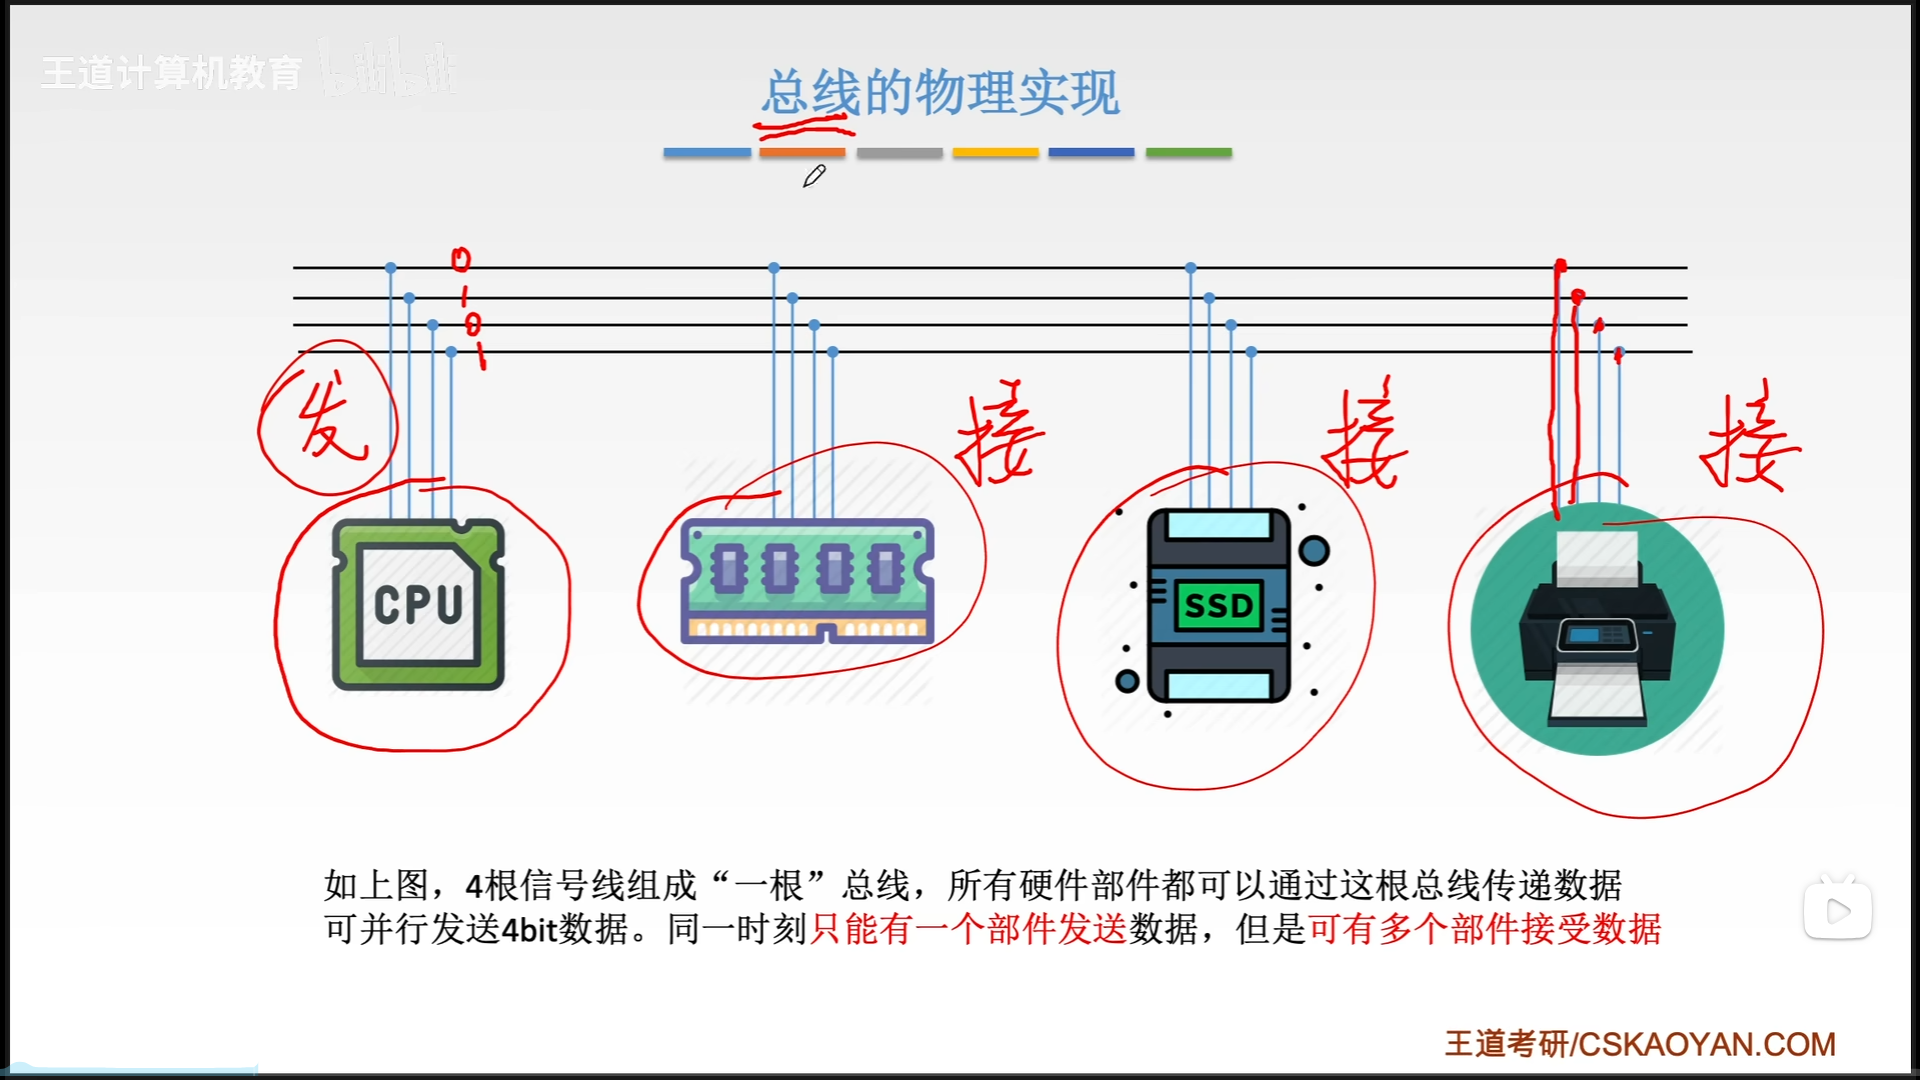 王道计算机教育 bilibili
总线的物理实现
0
1
0
1
发
接
接
接
CPU
SSD
如上图，4根信号线组成“一根”总线，所有硬件部件都可以通过这根总线传递数据
可并行发送4bit数据。同一时刻只能有一个部件发送数据，但是可有多个部件接受数据
王道考研/CSKAOYAN.COM